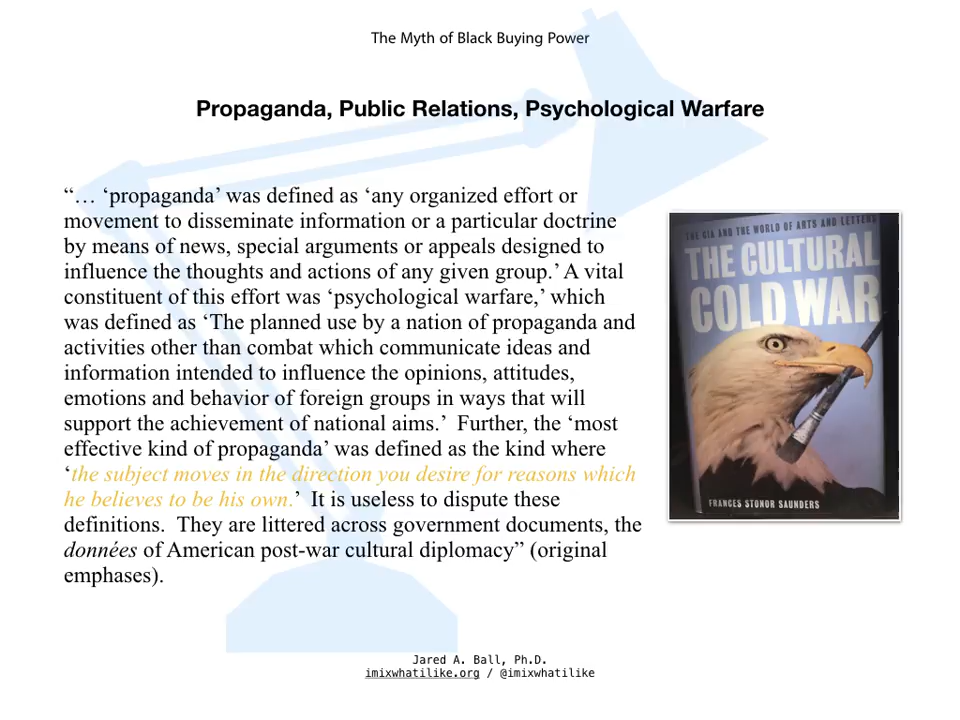 The Myth of Black Buying Power
Propaganda, Public Relations, Psychological Warfare
“… ‘propaganda’ was defined as ‘any organized effort or
movement to disseminate information or a particular doctrine
by means of news, special arguments or appeals designed to
influence the thoughts and actions of any given group.’ A vital
constituent of this effort was ‘psychological warfare,’ which
was defined as ‘The planned use by a nation of propaganda and
activities other than combat which communicate ideas and
information intended to influence the opinions, attitudes,
emotions and behavior of foreign groups in ways that will
support the achievement of national aims.’  Further, the ‘most
effective kind of propaganda’ was defined as the kind where
‘the subject moves in the direction you desire for reasons which
he believes to be his own.’  It is useless to dispute these
definitions.  They are littered across government documents, the
données of American post-war cultural diplomacy” (original
emphases).
THE CIA AND THE WORLD OF ARTS AND LETTERS
THE CULTURAL
COLD WAR
FRANCES STONOR SAUNDERS
Jared A. Ball, Ph.D.
imixwhatilike.org / @imixwhatilike